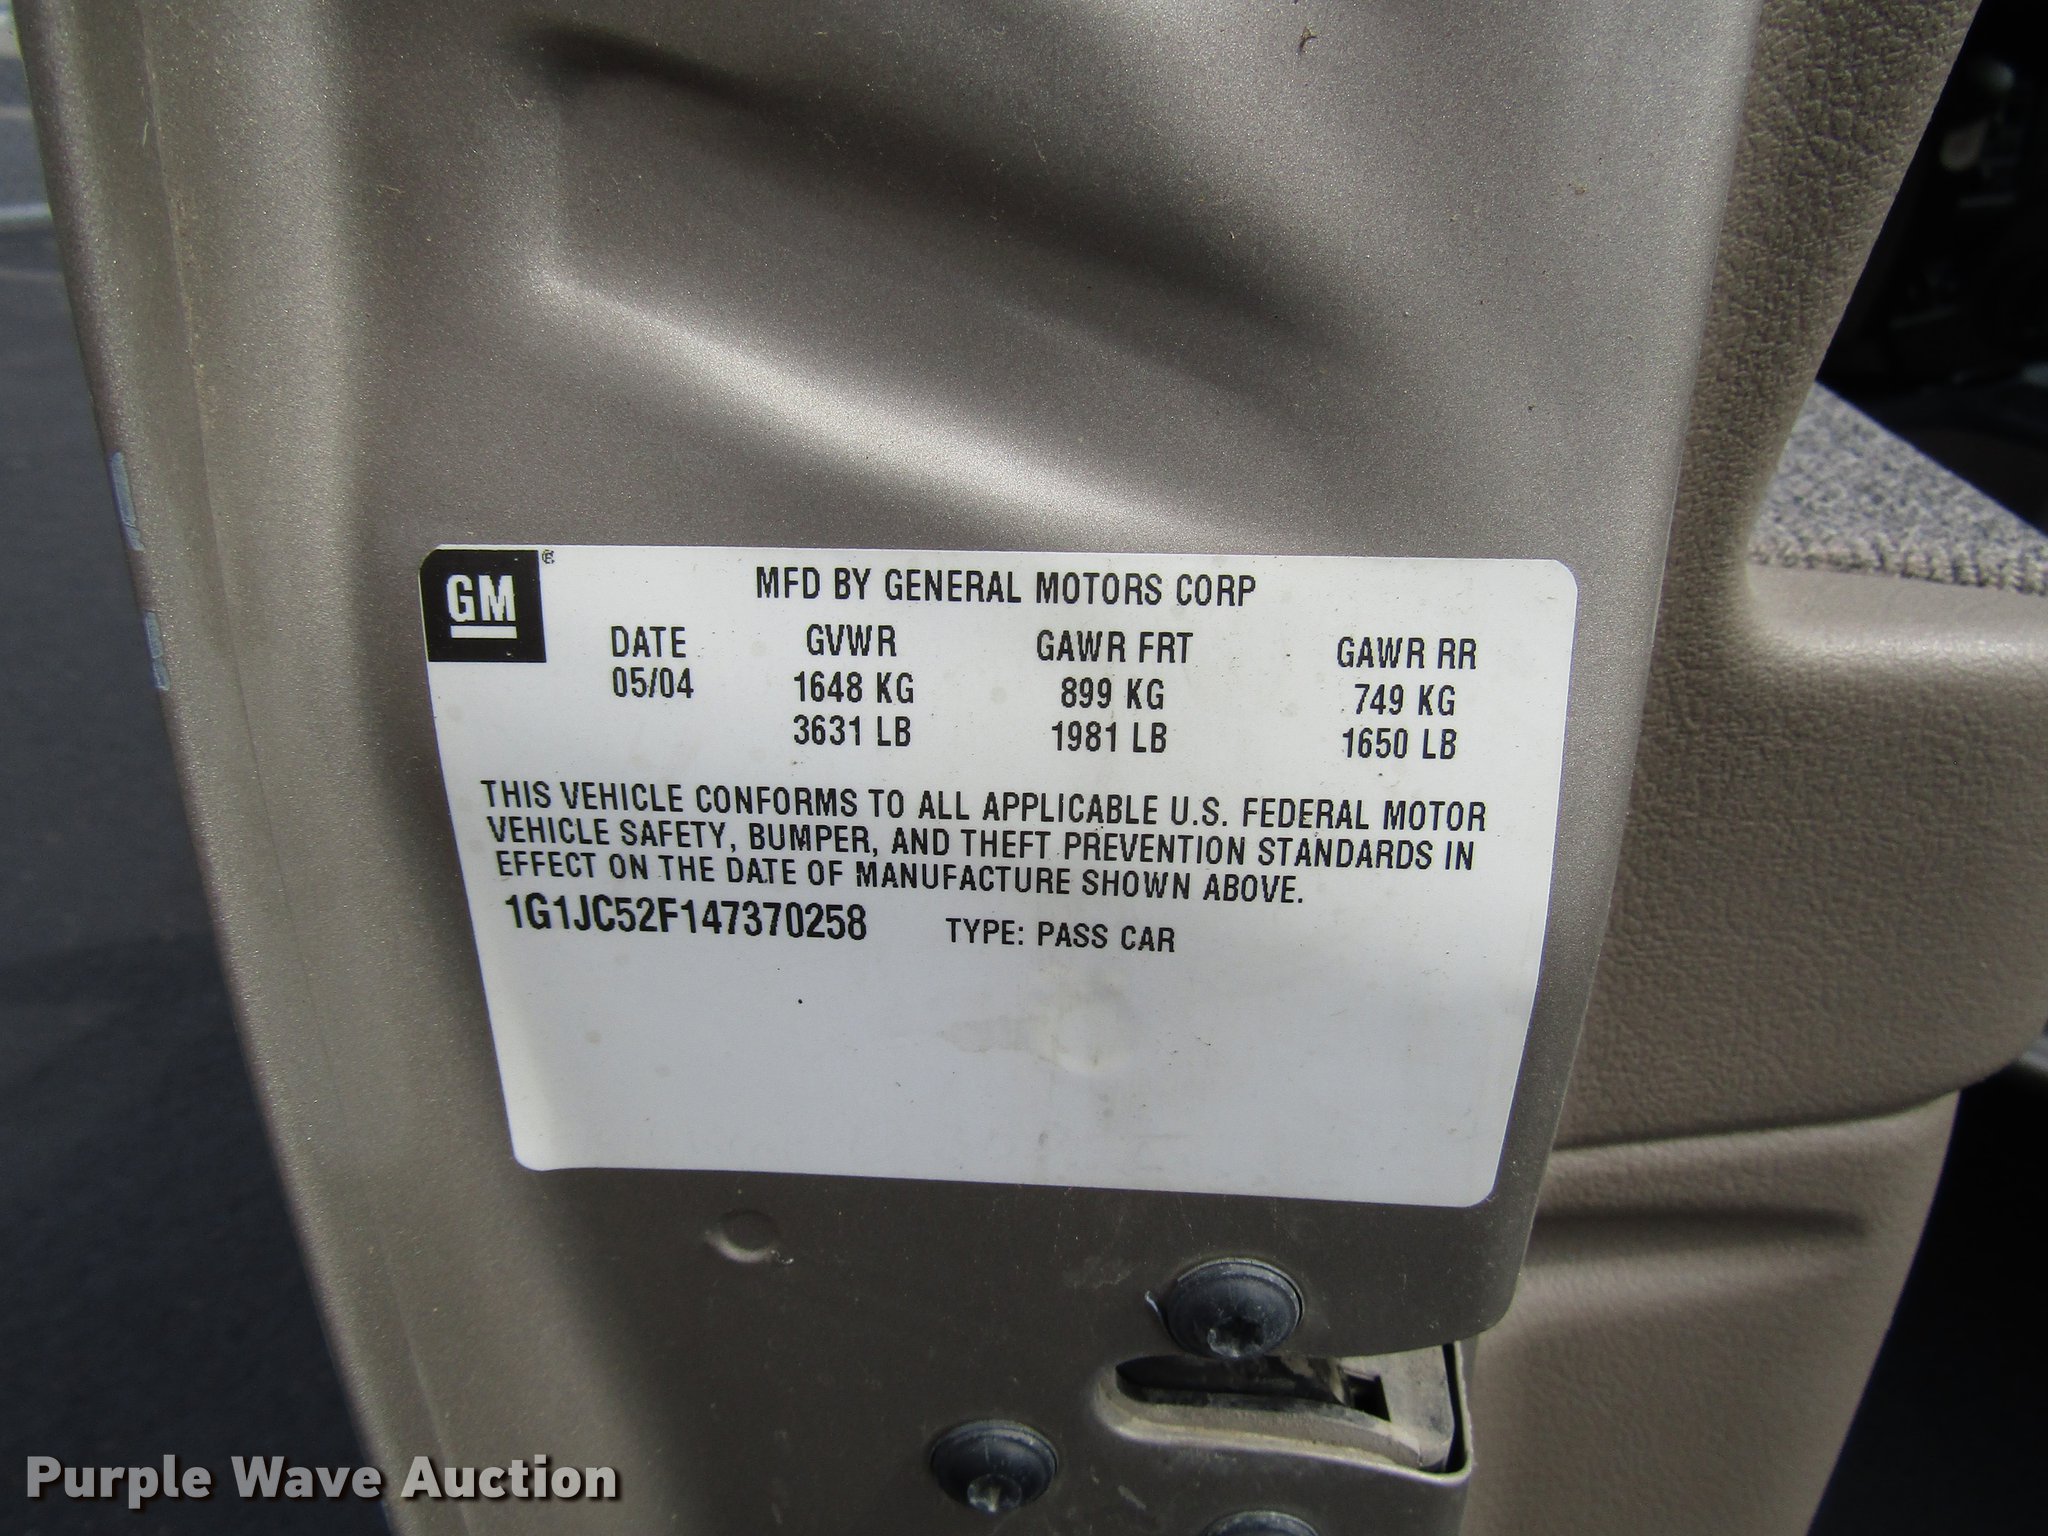 GM ®
MFD BY GENERAL MOTORS CORP
DATE GVWR GAWR FRT GAWR RR
05/04 1648 KG 899 KG 749 KG
3631 LB 1981 LB 1650 LB
THIS VEHICLE CONFORMS TO ALL APPLICABLE U.S. FEDERAL MOTOR
VEHICLE SAFETY, BUMPER, AND THEFT PREVENTION STANDARDS IN
EFFECT ON THE DATE OF MANUFACTURE SHOWN ABOVE.
1G1JC52F147370258 TYPE: PASS CAR
Purple Wave Auction